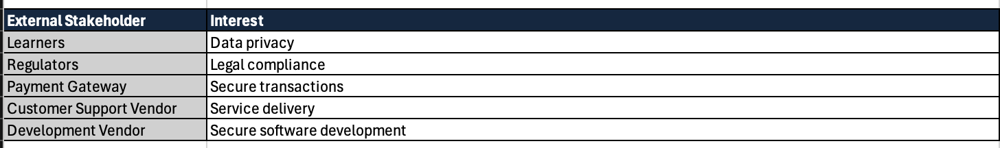 External Stakeholder Interest
Learners Data privacy
Regulators Legal compliance
Payment Gateway Secure transactions
Customer Support Vendor Service delivery
Development Vendor Secure software development